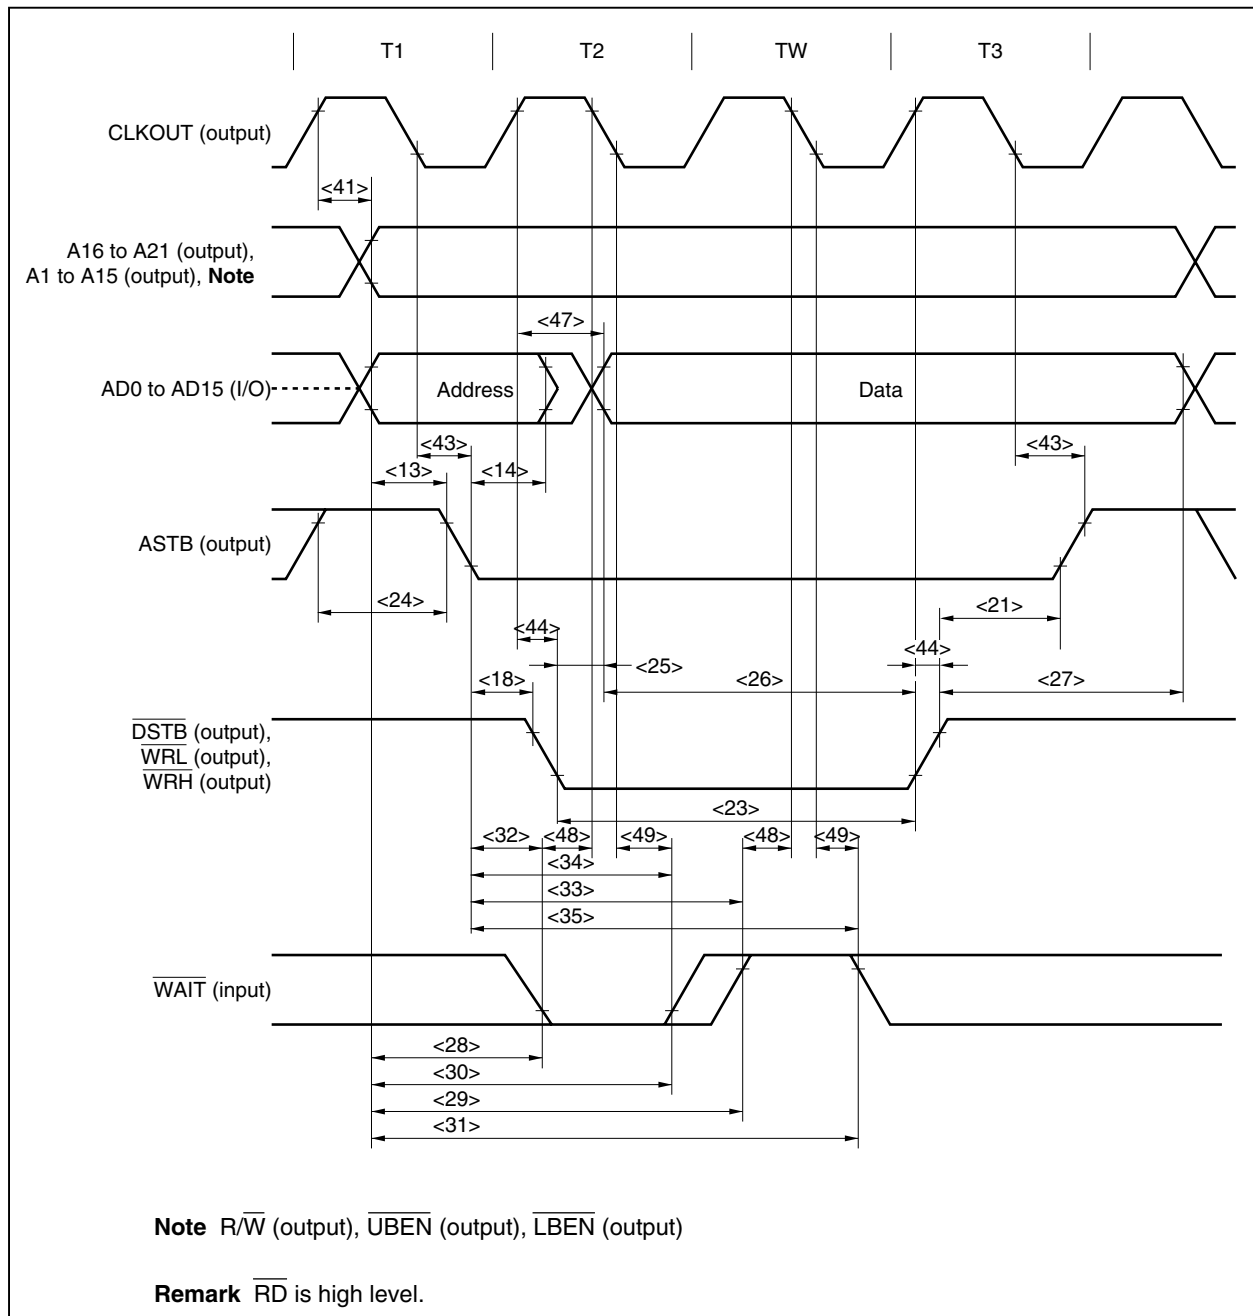 T1 T2 TW T3
CLKOUT (output)
<41>
A16 to A21 (output),
A1 to A15 (output), Note
<47>
AD0 to AD15 (I/O) Address Data
<43> <43>
<13> <14>
ASTB (output)
<24> <21>
<44> <44>
<25>
<18> <26> <27>
DSTB (output),
WRL (output),
WRH (output)
<23>
<32> <48> <49> <48> <49>
<34>
<33>
<35>
WAIT (input)
<28>
<30>
<29>
<31>
Note R/W (output), UBEN (output), LBEN (output)
Remark RD is high level.